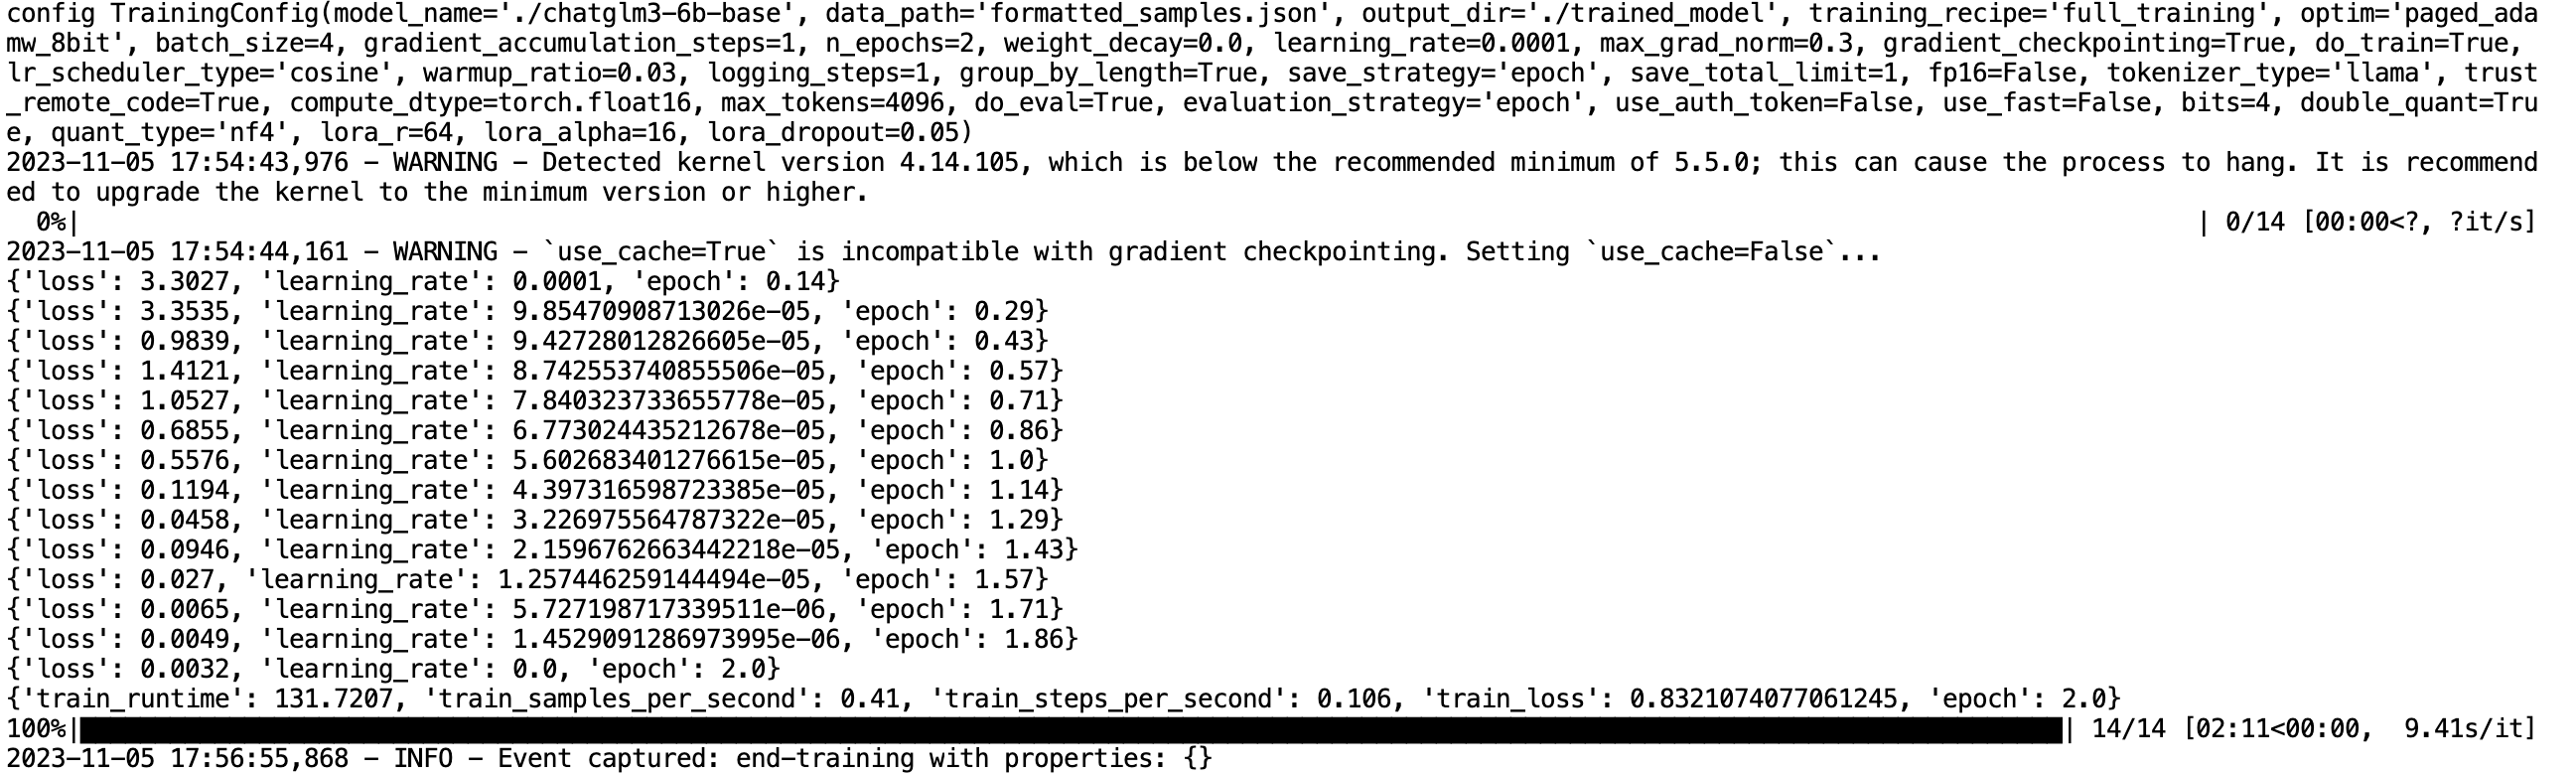 config TrainingConfig(model_name='./chatglm3-6b-base', data_path='formatted_samples.json', output_dir='./trained_model', training_recipe='full_training', optim='paged_ada
mw_8bit', batch_size=4, gradient_accumulation_steps=1, n_epochs=2, weight_decay=0.0, learning_rate=0.0001, max_grad_norm=0.3, gradient_checkpointing=True, do_train=True,
lr_scheduler_type='cosine', warmup_ratio=0.03, logging_steps=1, group_by_length=True, save_strategy='epoch', save_total_limit=1, fp16=False, tokenizer_type='llama', trust
_remote_code=True, compute_dtype=torch.float16, max_tokens=4096, do_eval=True, evaluation_strategy='epoch', use_auth_token=False, use_fast=False, bits=4, double_quant=Tru
e, quant_type='nf4', lora_r=64, lora_alpha=16, lora_dropout=0.05)
2023-11-05 17:54:43,976 - WARNING - Detected kernel version 4.14.105, which is below the recommended minimum of 5.5.0; this can cause the process to hang. It is recommend
ed to upgrade the kernel to the minimum version or higher.
0%| | 0/14 [00:00<?, ?it/s]
2023-11-05 17:54:44,161 - WARNING - `use_cache=True` is incompatible with gradient checkpointing. Setting `use_cache=False`...
{'loss': 3.3027, 'learning_rate': 0.0001, 'epoch': 0.14}
{'loss': 3.3535, 'learning_rate': 9.85470908713026e-05, 'epoch': 0.29}
{'loss': 0.9839, 'learning_rate': 9.42728012826605e-05, 'epoch': 0.43}
{'loss': 1.4121, 'learning_rate': 8.742553740855506e-05, 'epoch': 0.57}
{'loss': 1.0527, 'learning_rate': 7.840323733655778e-05, 'epoch': 0.71}
{'loss': 0.6855, 'learning_rate': 6.773024435212678e-05, 'epoch': 0.86}
{'loss': 0.5576, 'learning_rate': 5.602683401276615e-05, 'epoch': 1.0}
{'loss': 0.1194, 'learning_rate': 4.397316598723385e-05, 'epoch': 1.14}
{'loss': 0.0458, 'learning_rate': 3.226975564787322e-05, 'epoch': 1.29}
{'loss': 0.0946, 'learning_rate': 2.1596762663442218e-05, 'epoch': 1.43}
{'loss': 0.027, 'learning_rate': 1.257446259144494e-05, 'epoch': 1.57}
{'loss': 0.0065, 'learning_rate': 5.727198717339511e-06, 'epoch': 1.71}
{'loss': 0.0049, 'learning_rate': 1.4529091286973995e-06, 'epoch': 1.86}
{'loss': 0.0032, 'learning_rate': 0.0, 'epoch': 2.0}
{'train_runtime': 131.7207, 'train_samples_per_second': 0.41, 'train_steps_per_second': 0.106, 'train_loss': 0.8321074077061245, 'epoch': 2.0}
100%| | 14/14 [02:11<00:00, 9.41s/it]
2023-11-05 17:56:55,868 - INFO - Event captured: end-training with properties: {}